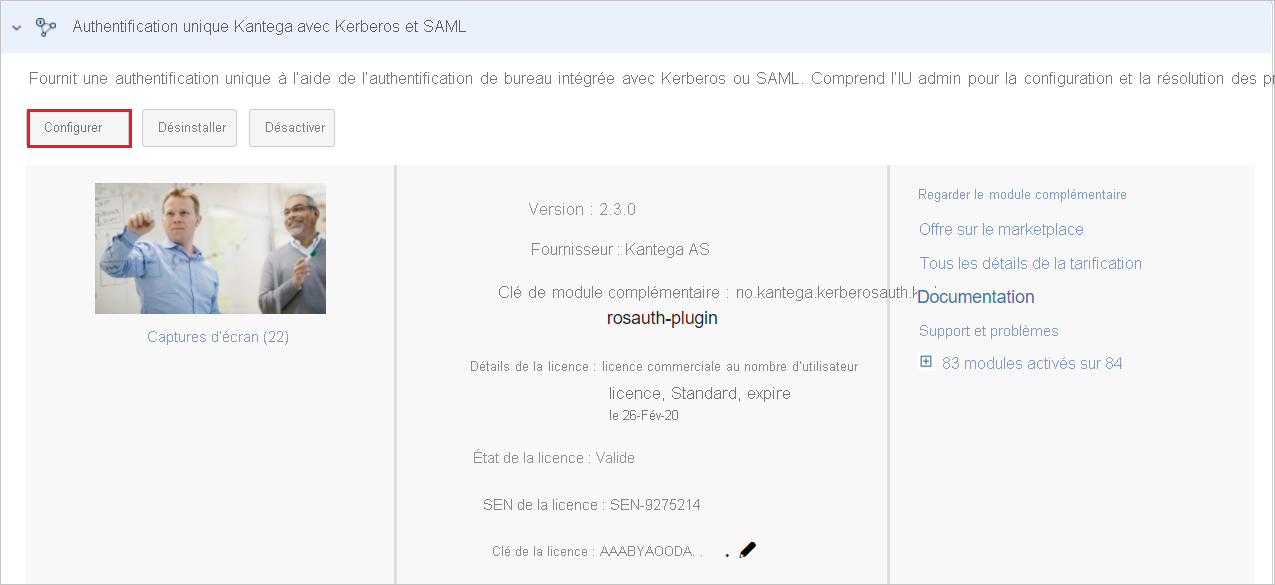 Authentification unique Kantega avec Kerberos et SAML
Fournit une authentification unique à l'aide de l'authentification de bureau intégrée avec Kerberos ou SAML. Comprend l'IU admin pour la configuration et la résolution des
Configurer
Désinstaller
Désactiver
Captures d'écran (22)
Version : 2.3.0
Fournisseur : Kantega AS
Clé de module complémentaire : no.kantega.kerberosauth.k
rosauth-plugin
Détails de la licence : licence commerciale au nombre d'utilisateur
licence, Standard, expire
le 26-Fév-20
État de la licence : Valide
SEN de la licence : SEN-9275214
Clé de la licence : AAABYAOODA. . .
Regarder le module complémentaire
Offre sur le marketplace
Tous les détails de la tarification
Documentation
Support et problèmes
83 modules activés sur 84